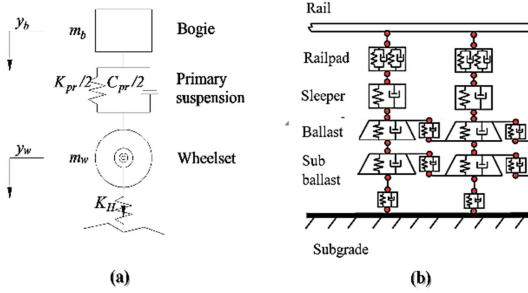 y_b
m_b
Bogie
K_pr/2
C_pr/2
Primary
suspension
y_w
m_w
Wheelset
K_H
(a)
Rail
Railpad
Sleeper
Ballast
Sub
ballast
Subgrade
(b)